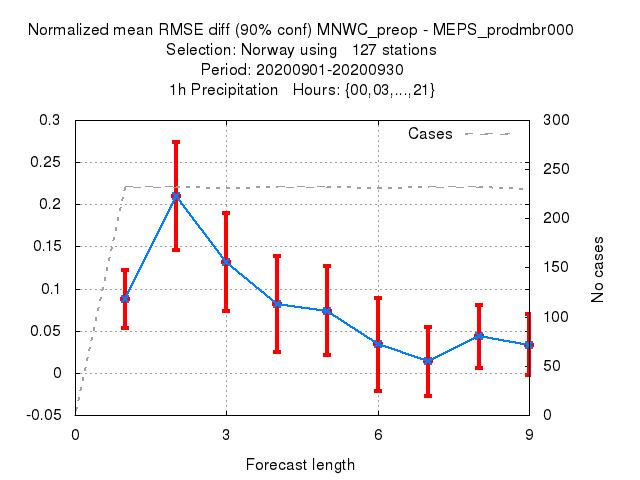 Normalized mean RMSE diff (90% conf) MNWC_preop - MEPS_prodmbr000
Selection: Norway using 127 stations
Period: 20200901-20200930
1h Precipitation Hours: {00,03,...,21}
Cases
0.3
0.25
0.2
0.15
0.1
0.05
0
-0.05
300
250
200
150
100
50
0
No cases
0 3 6 9
Forecast length